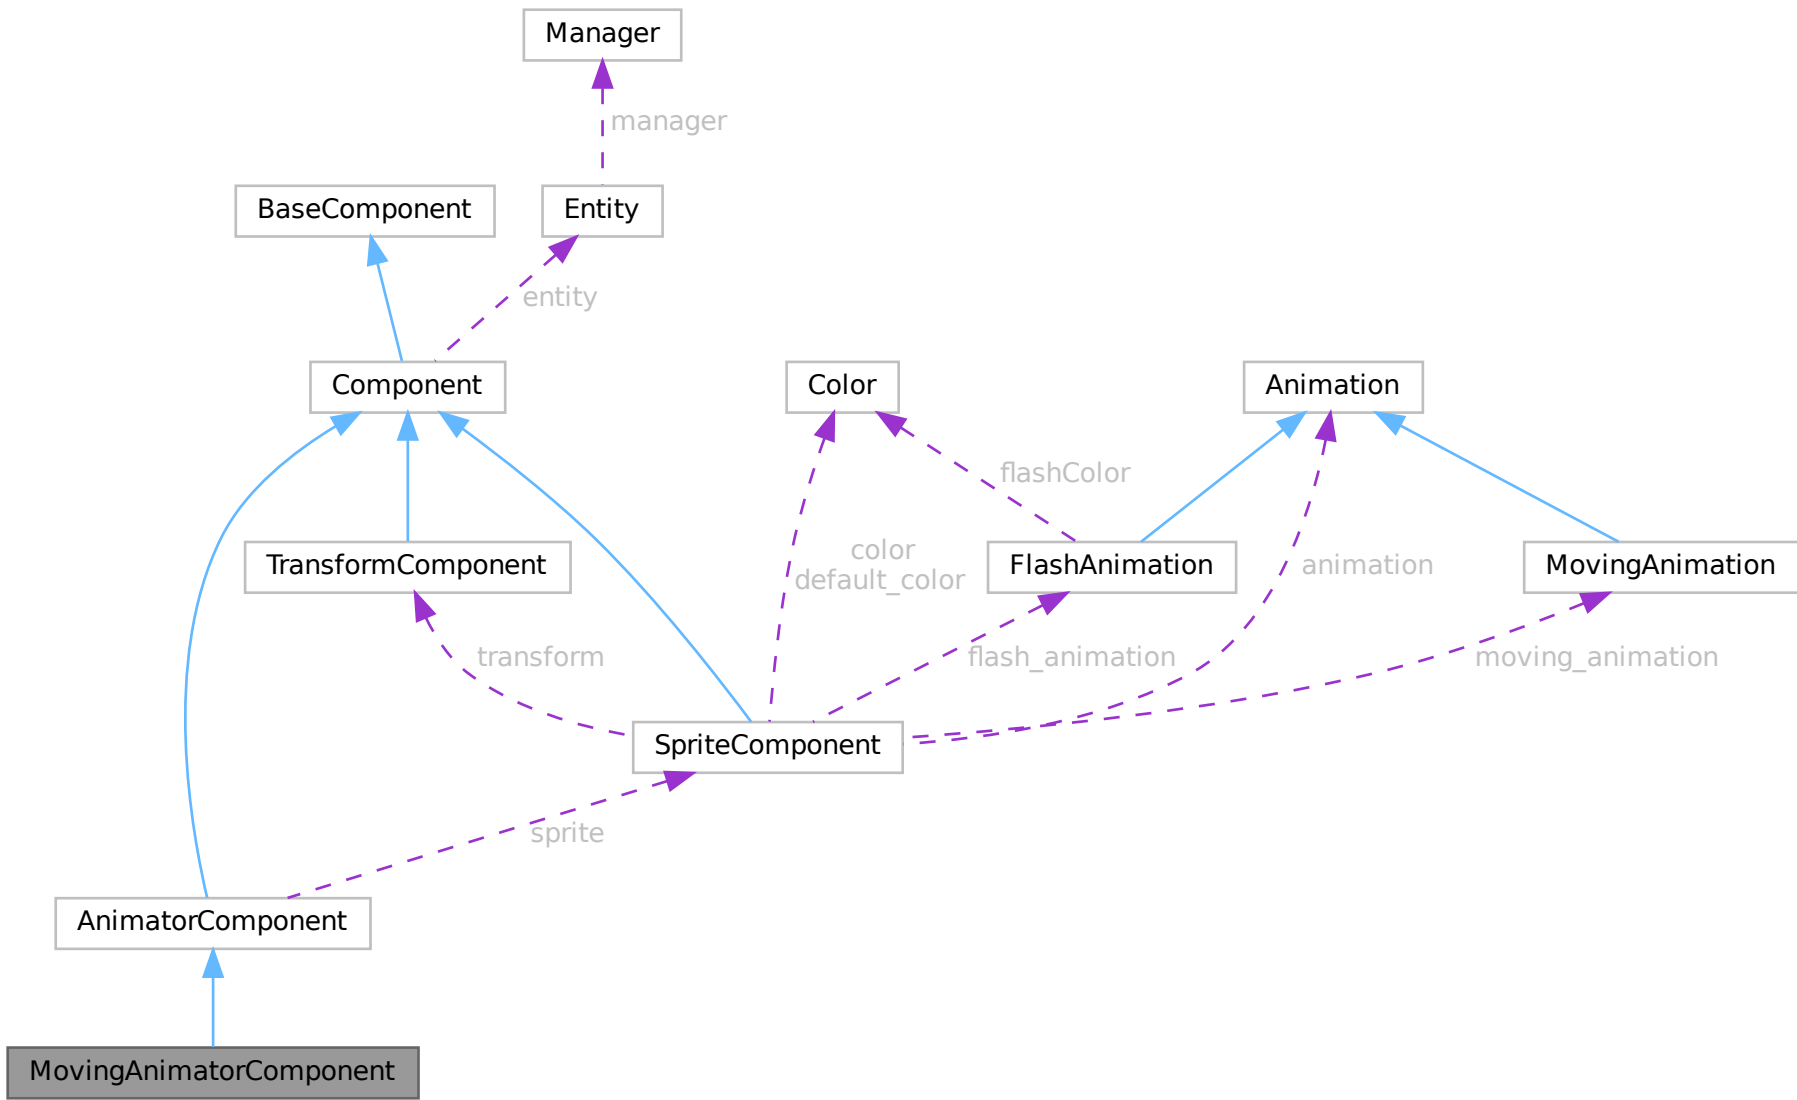 Manager
manager
BaseComponent
Entity
entity
Component
Color
Animation
flashColor
color
default_color
TransformComponent
FlashAnimation
animation
MovingAnimation
transform
flash_animation
moving_animation
SpriteComponent
sprite
AnimatorComponent
MovingAnimatorComponent